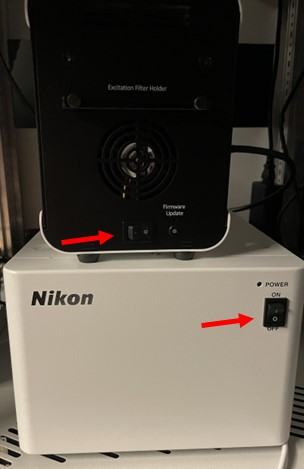 Excitation Filter Holder
Firmware
Update
Nikon
POWER
ON
OFF